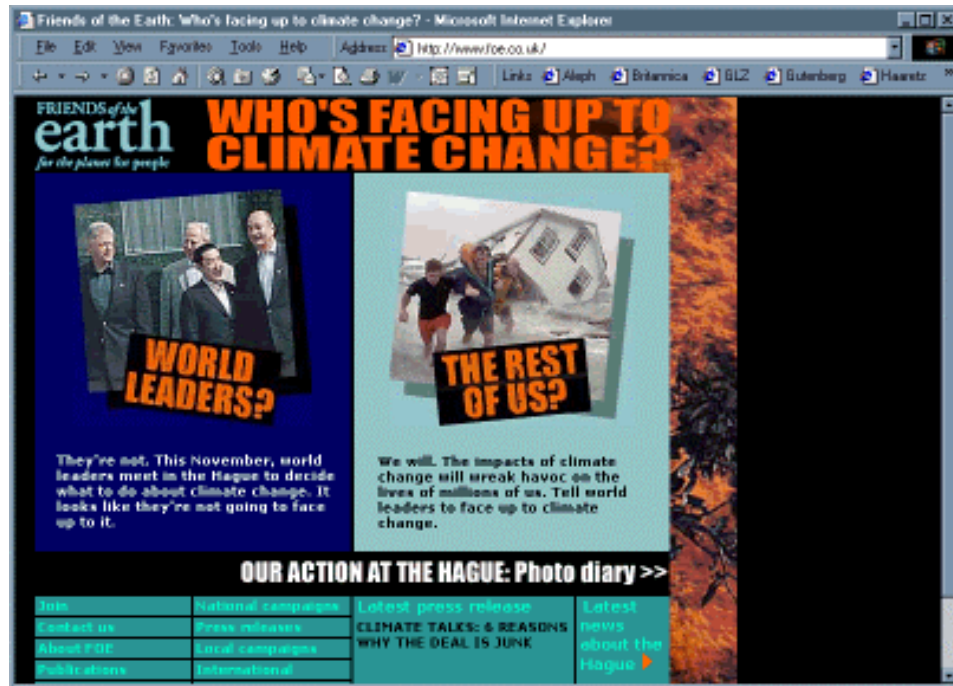 Friends of the Earth: Who's facing up to climate change? - Microsoft Internet Explorer
File Edit View Favorites Tools Help Address http://www.foe.co.uk/
Links Aleph Britannica GLZ Gutenberg Haaretz
FRIENDS of the
earth
for the planet for people
WHO'S FACING UP TO
CLIMATE CHANGE?
WORLD
LEADERS?
They're not. This November, world
leaders meet in the Hague to decide
what to do about climate change. It
looks like they're not going to face
up to it.
THE REST
OF US?
We will. The impacts of climate
change will wreak havoc on the
lives of millions of us. Tell world
leaders to face up to climate
change.
OUR ACTION AT THE HAGUE: Photo diary >>
Join
Contact us
About FOE
Publications
National campaigns
Press releases
Local campaigns
International
Latest press release
CLIMATE TALKS: 6 REASONS
WHY THE DEAL IS JUNK
Latest
news
about the
Hague